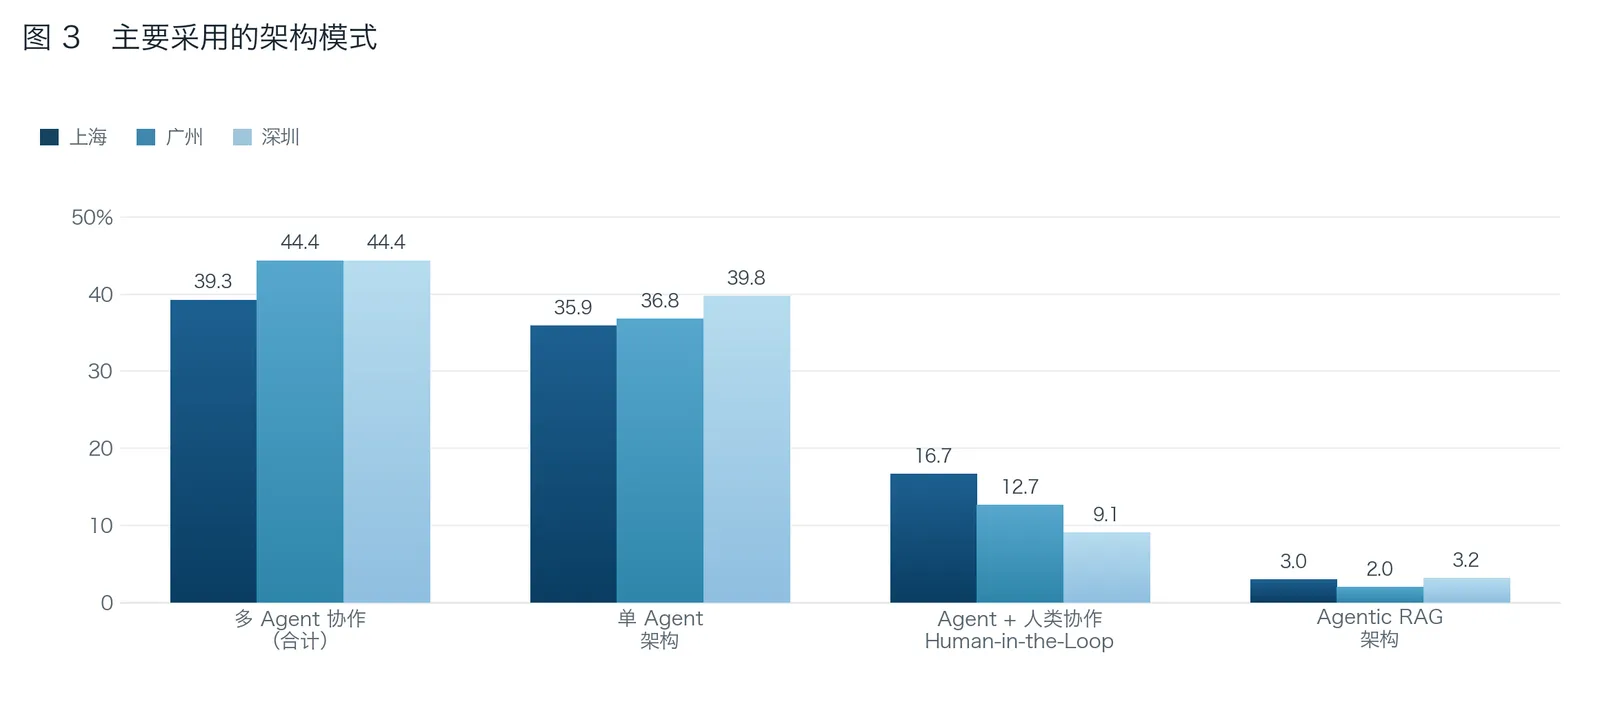 图 3 主要采用的架构模式
上海 广州 深圳
50%
40
30
20
10
0
39.3 44.4 44.4
35.9 36.8 39.8
16.7 12.7 9.1
3.0 2.0 3.2
多 Agent 协作
（合计）
单 Agent
架构
Agent + 人类协作
Human-in-the-Loop
Agentic RAG
架构